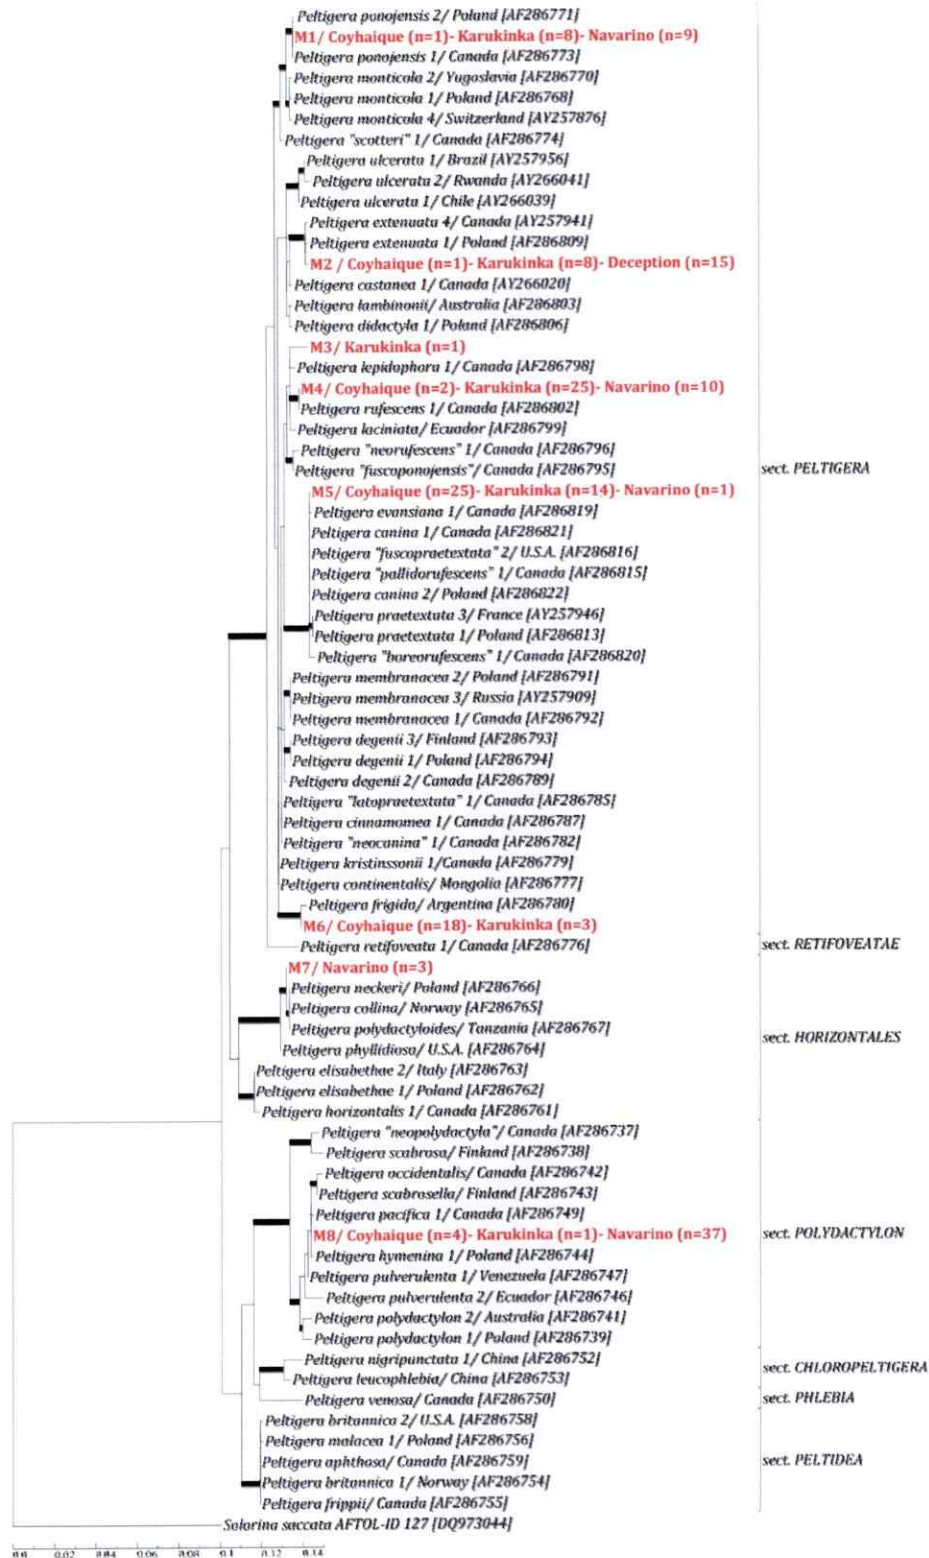 Peltigera ponojensis 2/ Poland [AF286771]
M1/ Coyhaique (n=1)- Karukinka (n=8)- Navarino (n=9)
Peltigera ponojensis 1/ Canada [AF286773]
Peltigera monticola 2/ Yugoslavia [AF286770]
Peltigera monticola 1/ Poland [AF286768]
Peltigera monticola 4/ Switzerland [AY257876]
Peltigera "scotteri" 1/ Canada [AF286774]
Peltigera ulcerata 1/ Brazil [AY257956]
Peltigera ulcerata 2/ Rwanda [AY266041]
Peltigera ulcerata 1/ Chile [AY266039]
Peltigera extenuata 4/ Canada [AY257941]
Peltigera extenuata 1/ Poland [AF286809]
M2 / Coyhaique (n=1)- Karukinka (n=8)- Deception (n=15)
Peltigera castanea 1/ Canada [AY266020]
Peltigera lambinonii/ Australia [AF286803]
Peltigera didactyla 1/ Poland [AF286806]
M3/ Karukinka (n=1)
Peltigera lepidophora 1/ Canada [AF286798]
M4/ Coyhaique (n=2)- Karukinka (n=25)- Navarino (n=10)
Peltigera rufescens 1/ Canada [AF286802]
Peltigera laciniata/ Ecuador [AF286799]
Peltigera "neorufescens" 1/ Canada [AF286796]
Peltigera "fuscoponojensis"/ Canada [AF286795]
sect. PELTIGERA
M5/ Coyhaique (n=25)- Karukinka (n=14)- Navarino (n=1)
Peltigera evansiana 1/ Canada [AF286819]
Peltigera canina 1/ Canada [AF286821]
Peltigera "fuscopraetextata" 2/ U.S.A. [AF286816]
Peltigera "pallidorufescens" 1/ Canada [AF286815]
Peltigera canina 2/ Poland [AF286822]
Peltigera praetextata 3/ France [AY257946]
Peltigera praetextata 1/ Poland [AF286813]
Peltigera "boreorufescens" 1/ Canada [AF286820]
Peltigera membranacea 2/ Poland [AF286791]
Peltigera membranacea 3/ Russia [AY257909]
Peltigera membranacea 1/ Canada [AF286792]
Peltigera degenii 3/ Finland [AF286793]
Peltigera degenii 1/ Poland [AF286794]
Peltigera degenii 2/ Canada [AF286789]
Peltigera "latopraetextata" 1/ Canada [AF286785]
Peltigera cinnamomea 1/ Canada [AF286787]
Peltigera "neocanina" 1/ Canada [AF286782]
Peltigera kristinssonii 1/Canada [AF286779]
Peltigera continentalis/ Mongolia [AF286777]
Peltigera frigida/ Argentina [AF286780]
M6/ Coyhaique (n=18)- Karukinka (n=3)
Peltigera retifoveata 1/ Canada [AF286776]
sect. RETIFOVEATAE
M7/ Navarino (n=3)
Peltigera neckeri/ Poland [AF286766]
Peltigera collina/ Norway [AF286765]
Peltigera polydactyloides/ Tanzania [AF286767]
sect. HORIZONTALES
Peltigera phyllidiosa/ U.S.A. [AF286764]
Peltigera elisabethae 2/ Italy [AF286763]
Peltigera elisabethae 1/ Poland [AF286762]
Peltigera horizontalis 1/ Canada [AF286761]
Peltigera "neopolydactyla"/ Canada [AF286737]
Peltigera scabrosa/ Finland [AF286738]
Peltigera occidentalis/ Canada [AF286742]
Peltigera scabrosella/ Finland [AF286743]
Peltigera pacifica 1/ Canada [AF286749]
M8/ Coyhaique (n=4)- Karukinka (n=1)- Navarino (n=37)
sect. POLYDACTYLON
Peltigera hymenina 1/ Poland [AF286744]
Peltigera pulverulenta 1/ Venezuela [AF286747]
Peltigera pulverulenta 2/ Ecuador [AF286746]
Peltigera polydactylon 2/ Australia [AF286741]
Peltigera polydactylon 1/ Poland [AF286739]
Peltigera nigripunctata 1/ China [AF286752]
sect. CHLOROPELTIGERA
Peltigera leucophlebia/ China [AF286753]
Peltigera venosa/ Canada [AF286750]
sect. PHLEBIA
Peltigera britannica 2/ U.S.A. [AF286758]
Peltigera malacea 1/ Poland [AF286756]
Peltigera aphthosa/ Canada [AF286759]
sect. PELTIDEA
Peltigera britannica 1/ Norway [AF286754]
Peltigera frippii/ Canada [AF286755]
Solorina saccata AFTOL-ID 127 [DQ973044]
0.0 0.02 0.04 0.06 0.08 0.1 0.12 0.14